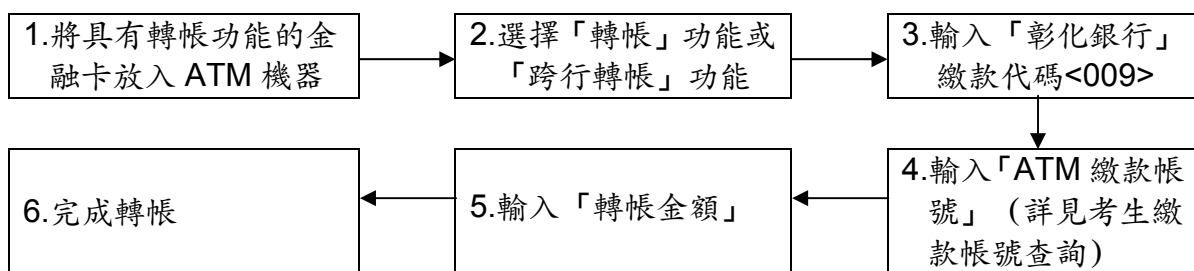 1.將具有轉帳功能的金
融卡放入 ATM 機器
2.選擇「轉帳」功能或
「跨行轉帳」功能
3.輸入「彰化銀行」
繳款代碼<009>
4.輸入「ATM 繳款帳
號」（詳見考生繳
款帳號查詢）
5.輸入「轉帳金額」
6.完成轉帳